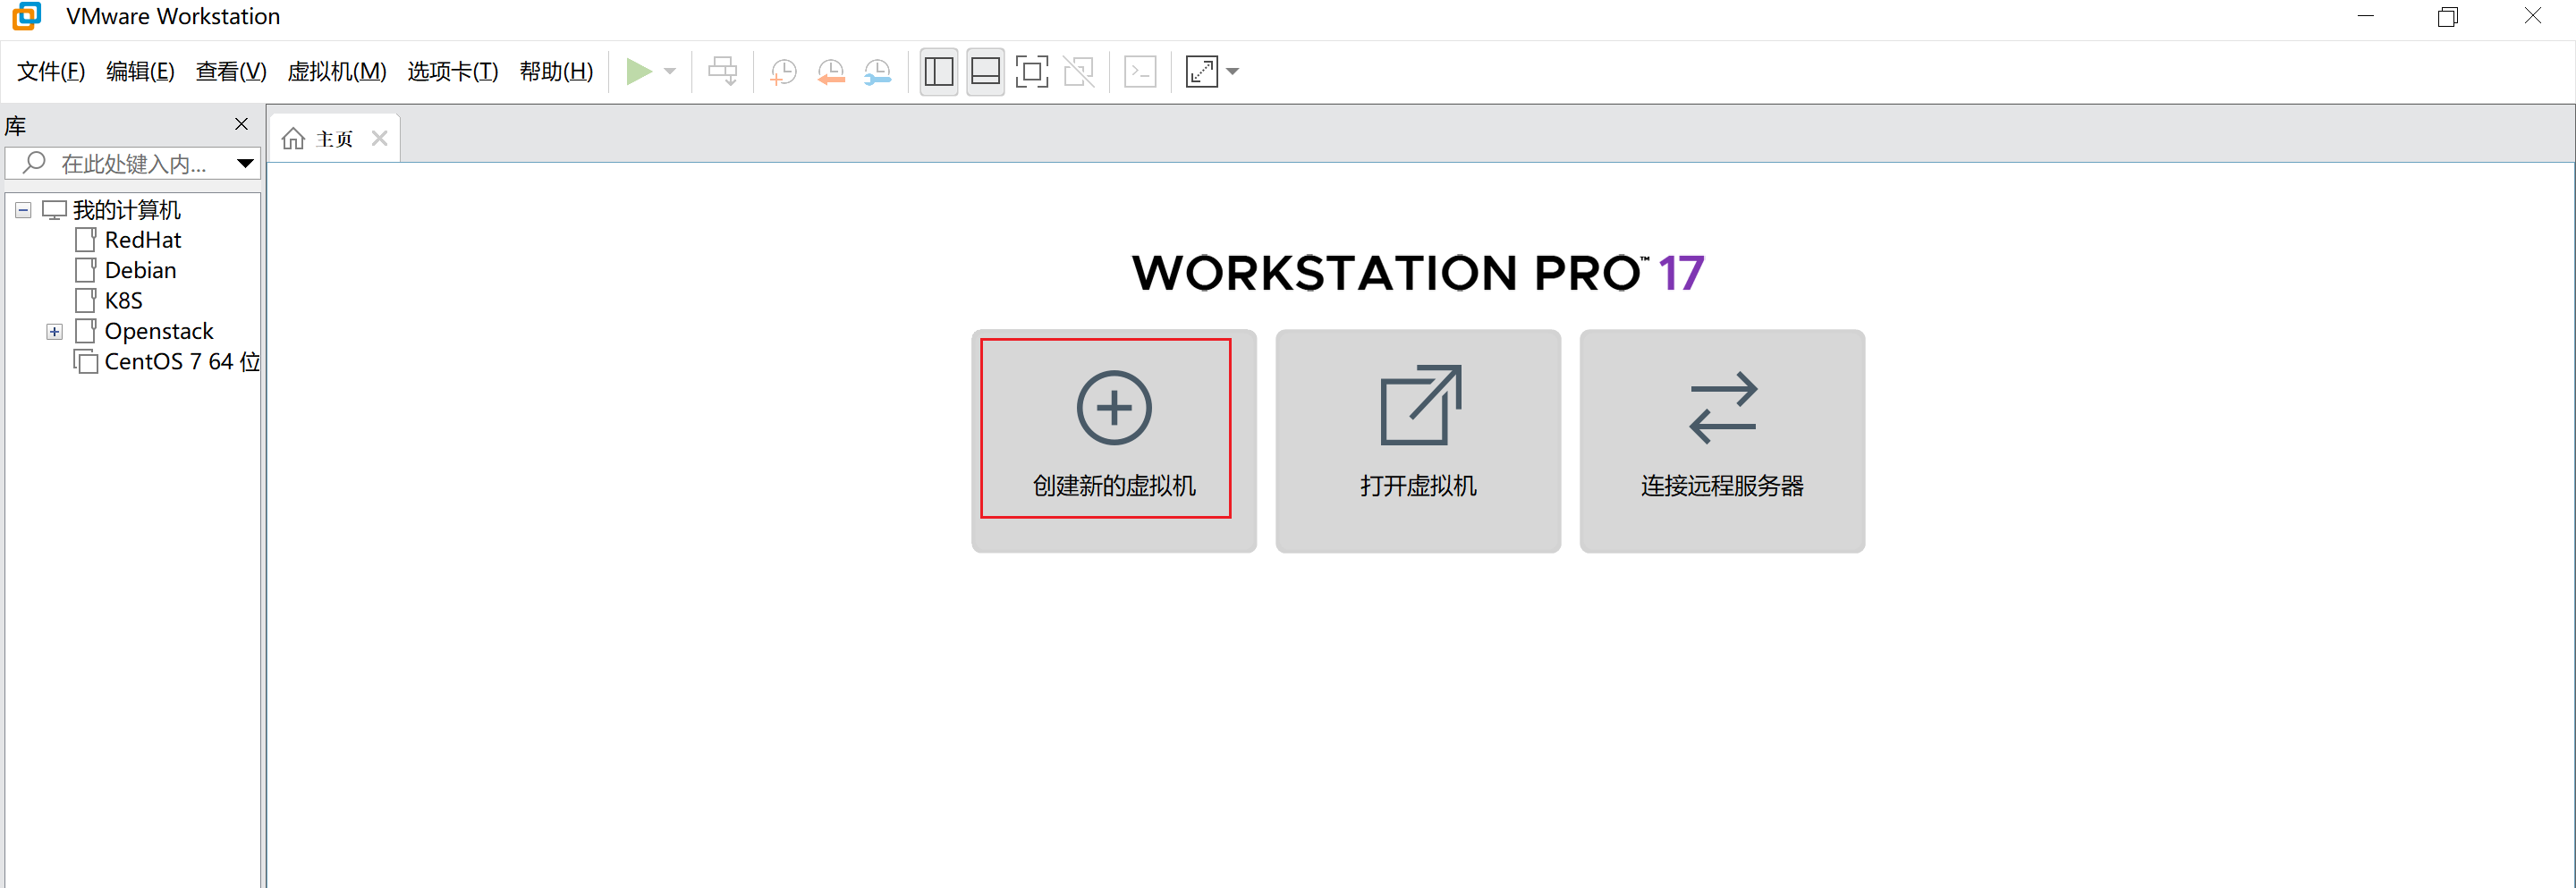 VMware Workstation
文件(F) 编辑(E) 查看(V) 虚拟机(M) 选项卡(T) 帮助(H)
库
主页
在此处键入内...
我的计算机
RedHat
Debian
K8S
Openstack
CentOS 7 64 位
WORKSTATION PRO™ 17
创建新的虚拟机
打开虚拟机
连接远程服务器